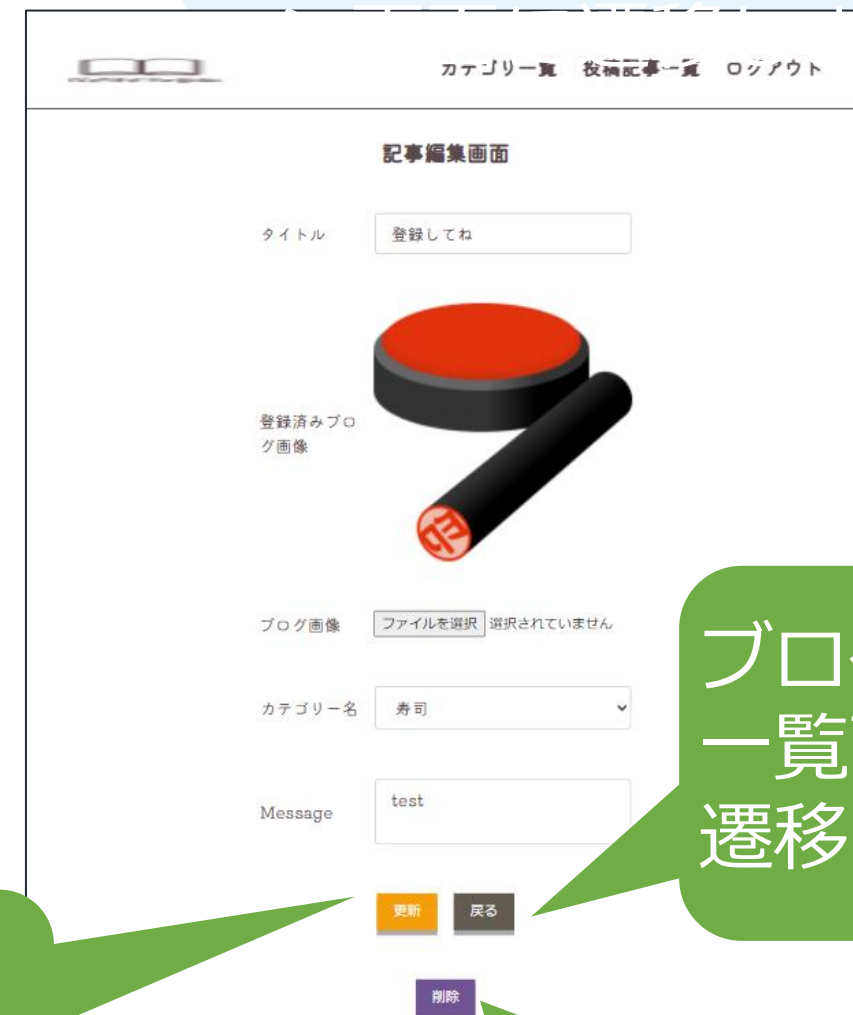 カテゴリー覧 投稿記事一覧 ログアウト
記事編集画面
タイトル
登録してね
登録済みブロ
グ画像
印
ブログ画像
ファイルを選択 選択されていません
カテゴリー名
寿司
Message
test
ブロ
一覧
遷移
更新 戻る
削除